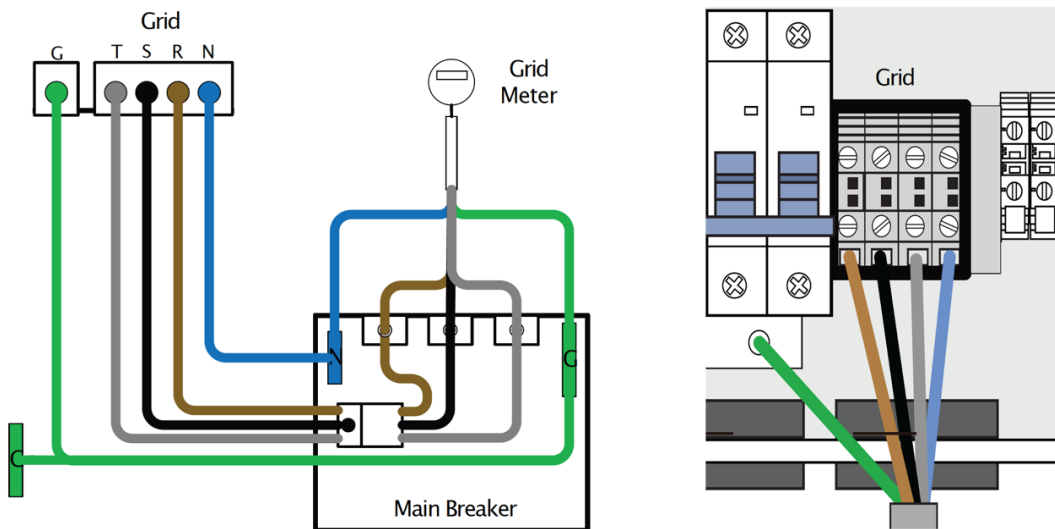 Grid
G T S R N
Grid
Meter
N
G
G
Main Breaker
Grid